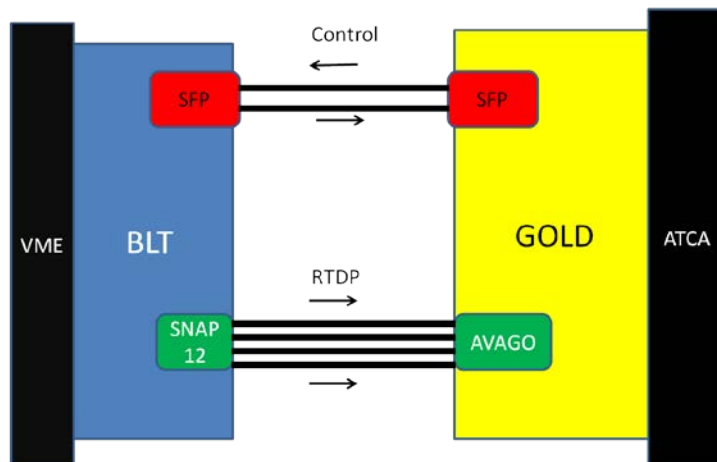 Control
SFP
SFP
VME
BLT
GOLD
ATCA
RTDP
SNAP
12
AVAGO